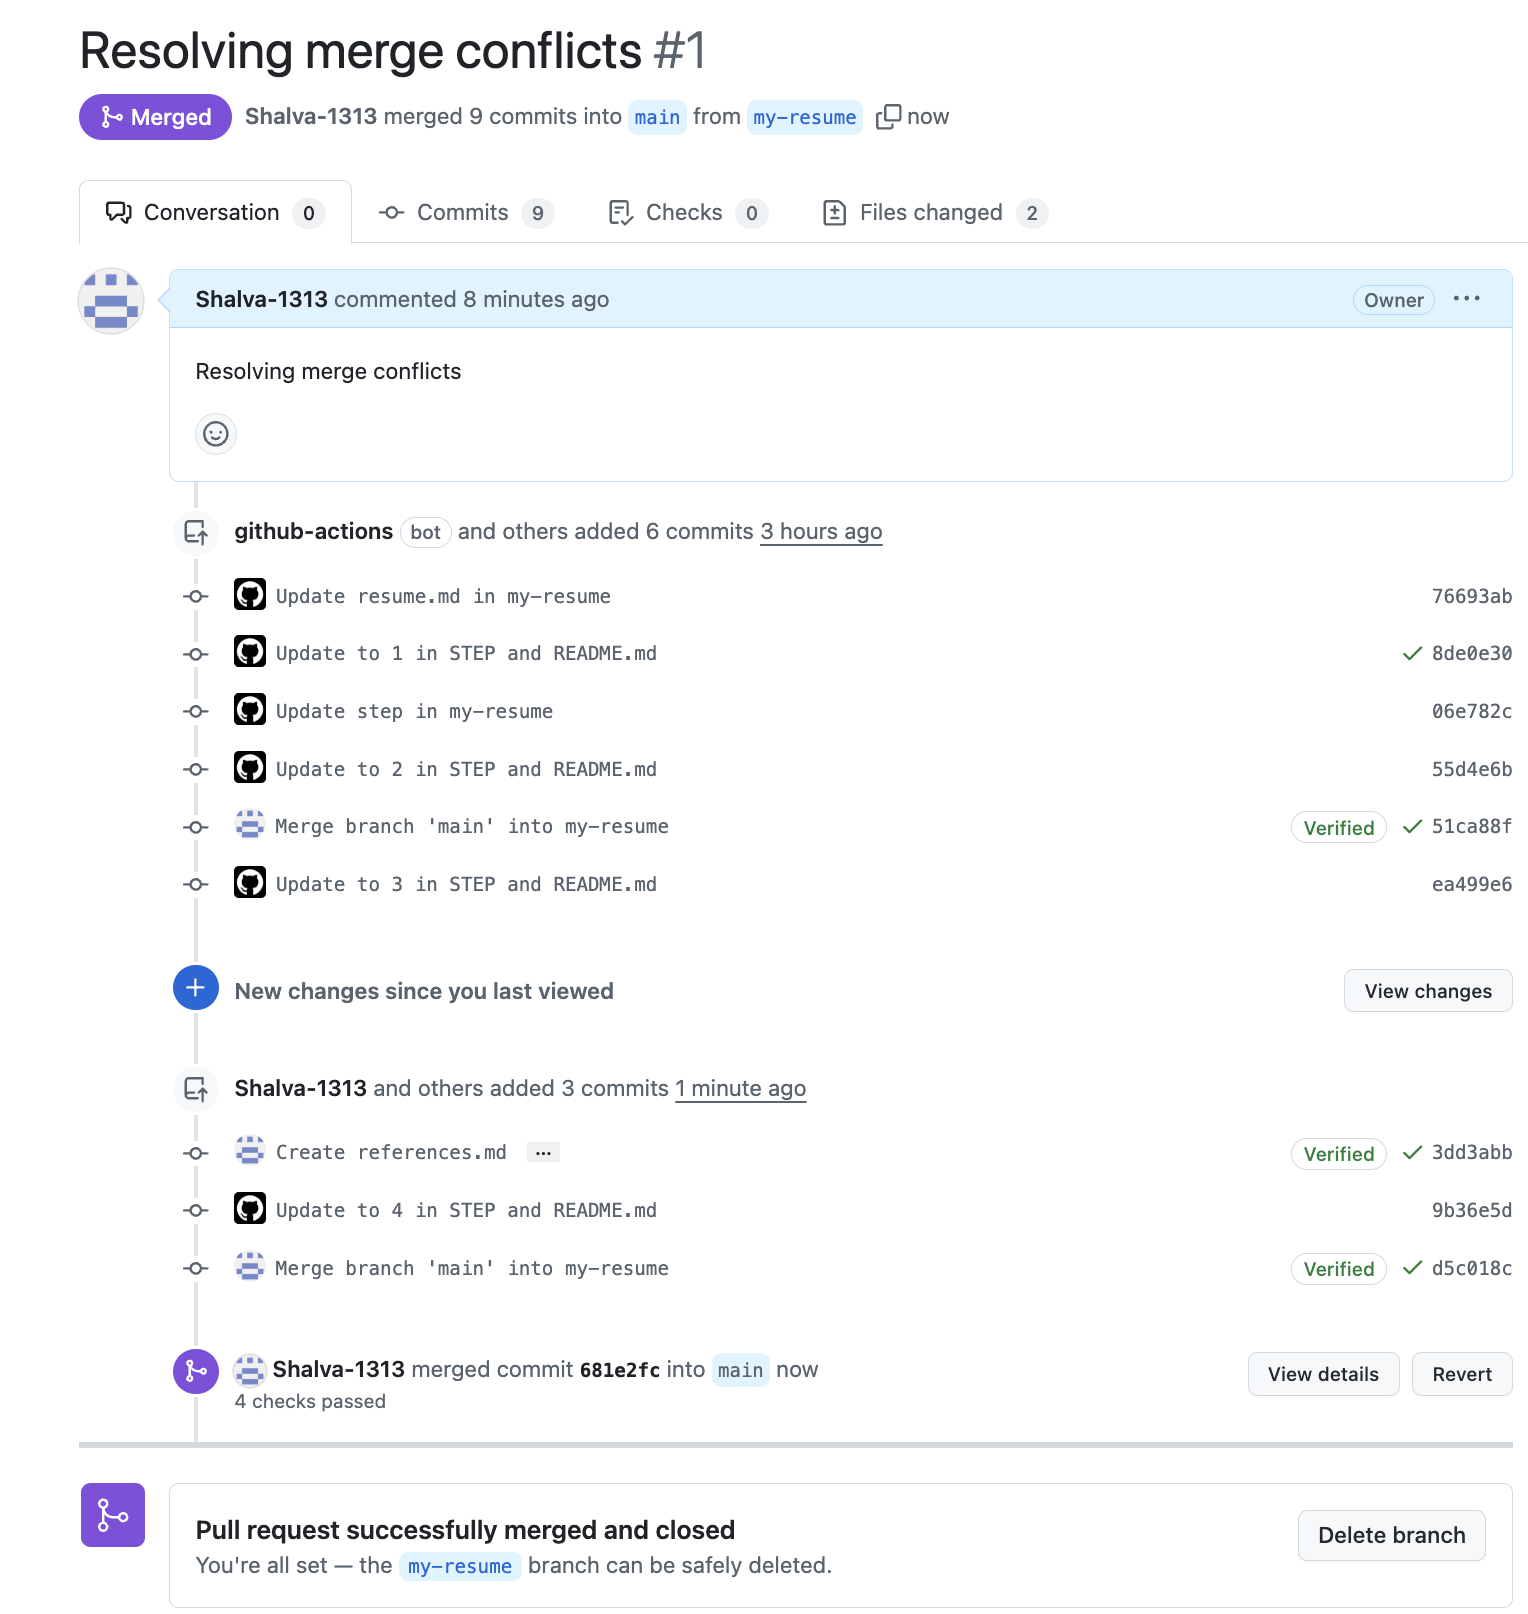 Resolving merge conflicts #1
Merged Shalva-1313 merged 9 commits into main from my-resume now
Conversation 0 Commits 9 Checks 0 Files changed 2
Shalva-1313 commented 8 minutes ago Owner ...
Resolving merge conflicts
github-actions bot and others added 6 commits 3 hours ago
Update resume.md in my-resume 76693ab
Update to 1 in STEP and README.md 8de0e30
Update step in my-resume 06e782c
Update to 2 in STEP and README.md 55d4e6b
Merge branch 'main' into my-resume Verified 51ca88f
Update to 3 in STEP and README.md ea499e6
New changes since you last viewed View changes
Shalva-1313 and others added 3 commits 1 minute ago
Create references.md ... Verified 3dd3abb
Update to 4 in STEP and README.md 9b36e5d
Merge branch 'main' into my-resume Verified d5c018c
Shalva-1313 merged commit 681e2fc into main now View details Revert
4 checks passed
Pull request successfully merged and closed
You're all set — the my-resume branch can be safely deleted.
Delete branch